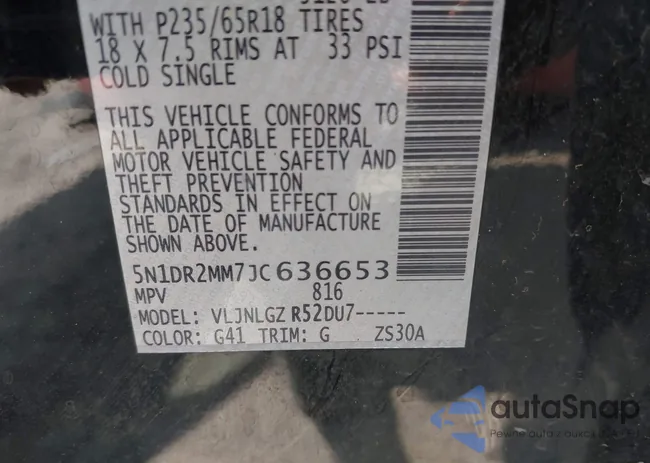 WITH P235/65R18 TIRES
18 X 7.5 RIMS AT 33 PSI
COLD SINGLE
THIS VEHICLE CONFORMS TO
ALL APPLICABLE FEDERAL
MOTOR VEHICLE SAFETY AND
THEFT PREVENTION
STANDARDS IN EFFECT ON
THE DATE OF MANUFACTURE
SHOWN ABOVE.
5N1DR2MM7JC636653
MPV 816
MODEL: VLJNLGZ R52DU7-----
COLOR: G41 TRIM: G ZS30A
autaSnap